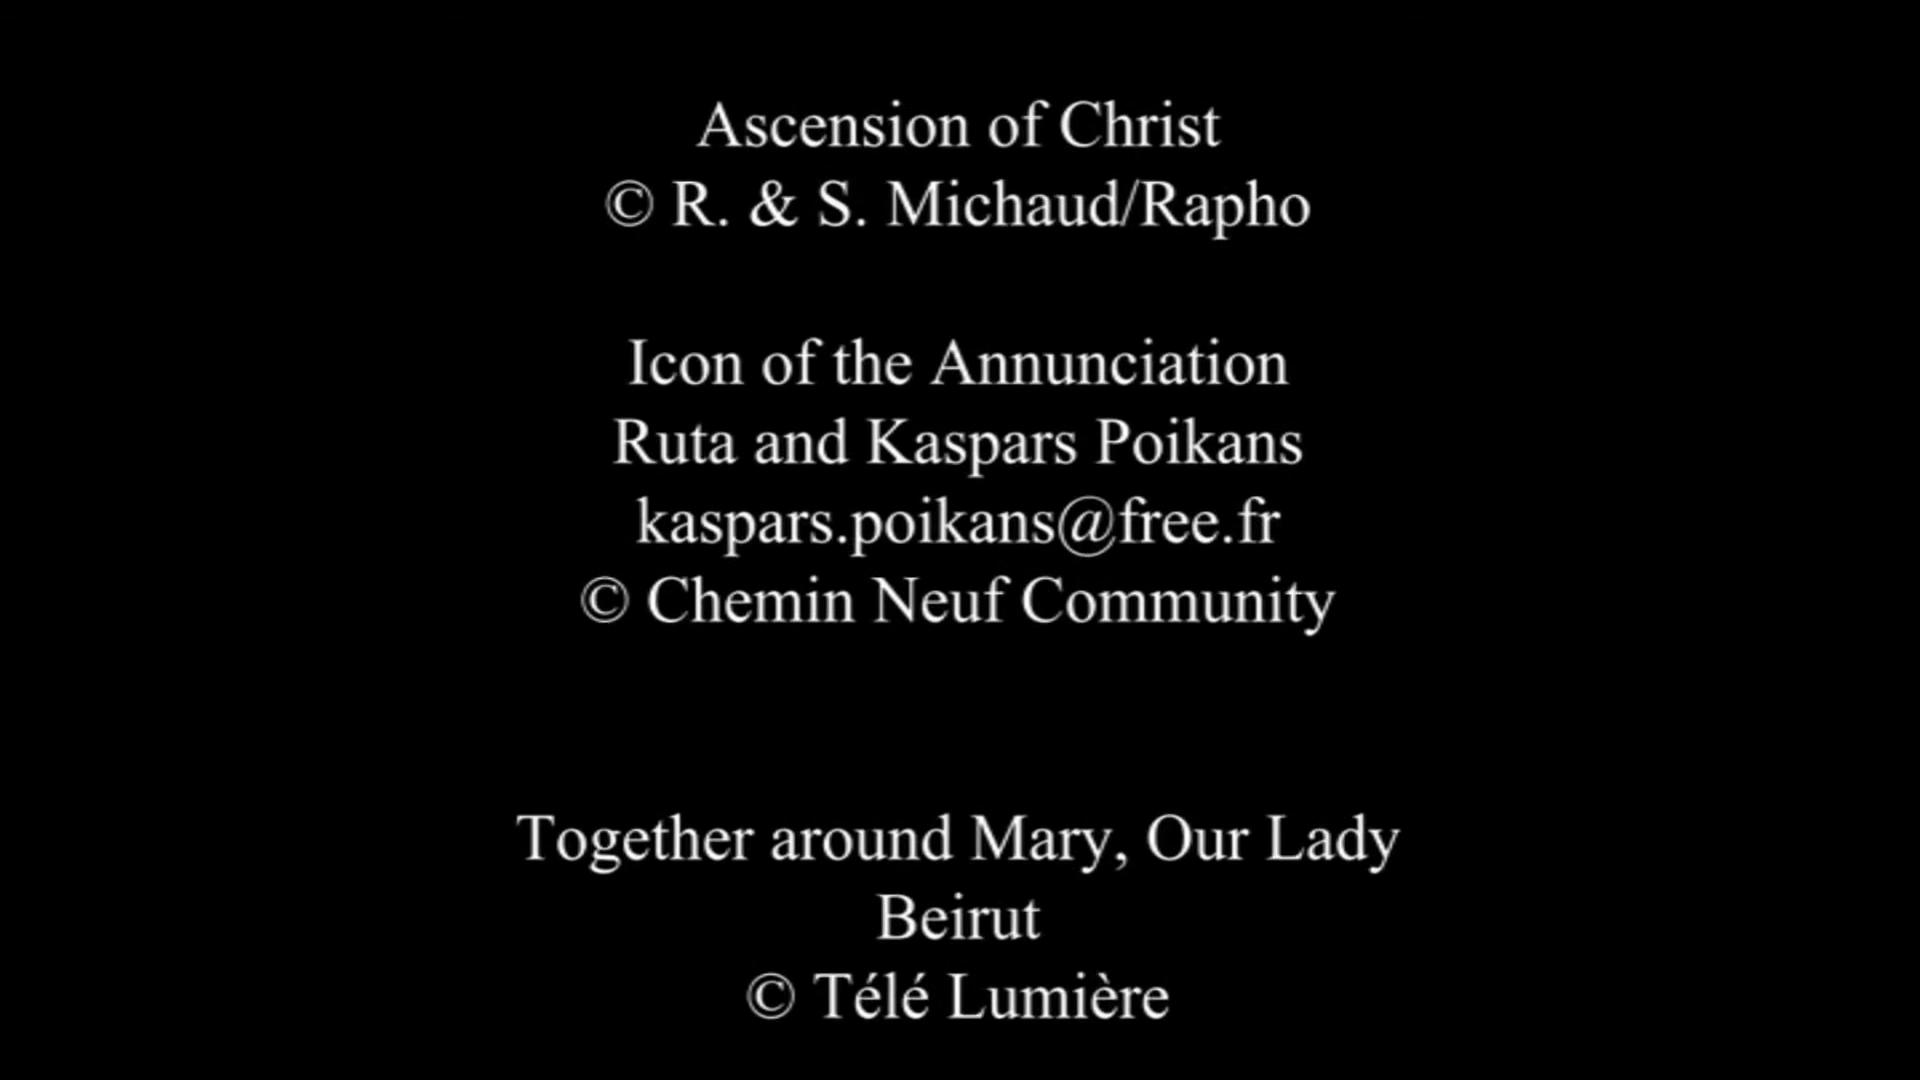 Ascension of Christ
© R. & S. Michaud/Rapho
Icon of the Annunciation
Ruta and Kaspars Poikans
kaspars.poikans@free.fr
© Chemin Neuf Community
Together around Mary, Our Lady
Beirut
© Télé Lumière